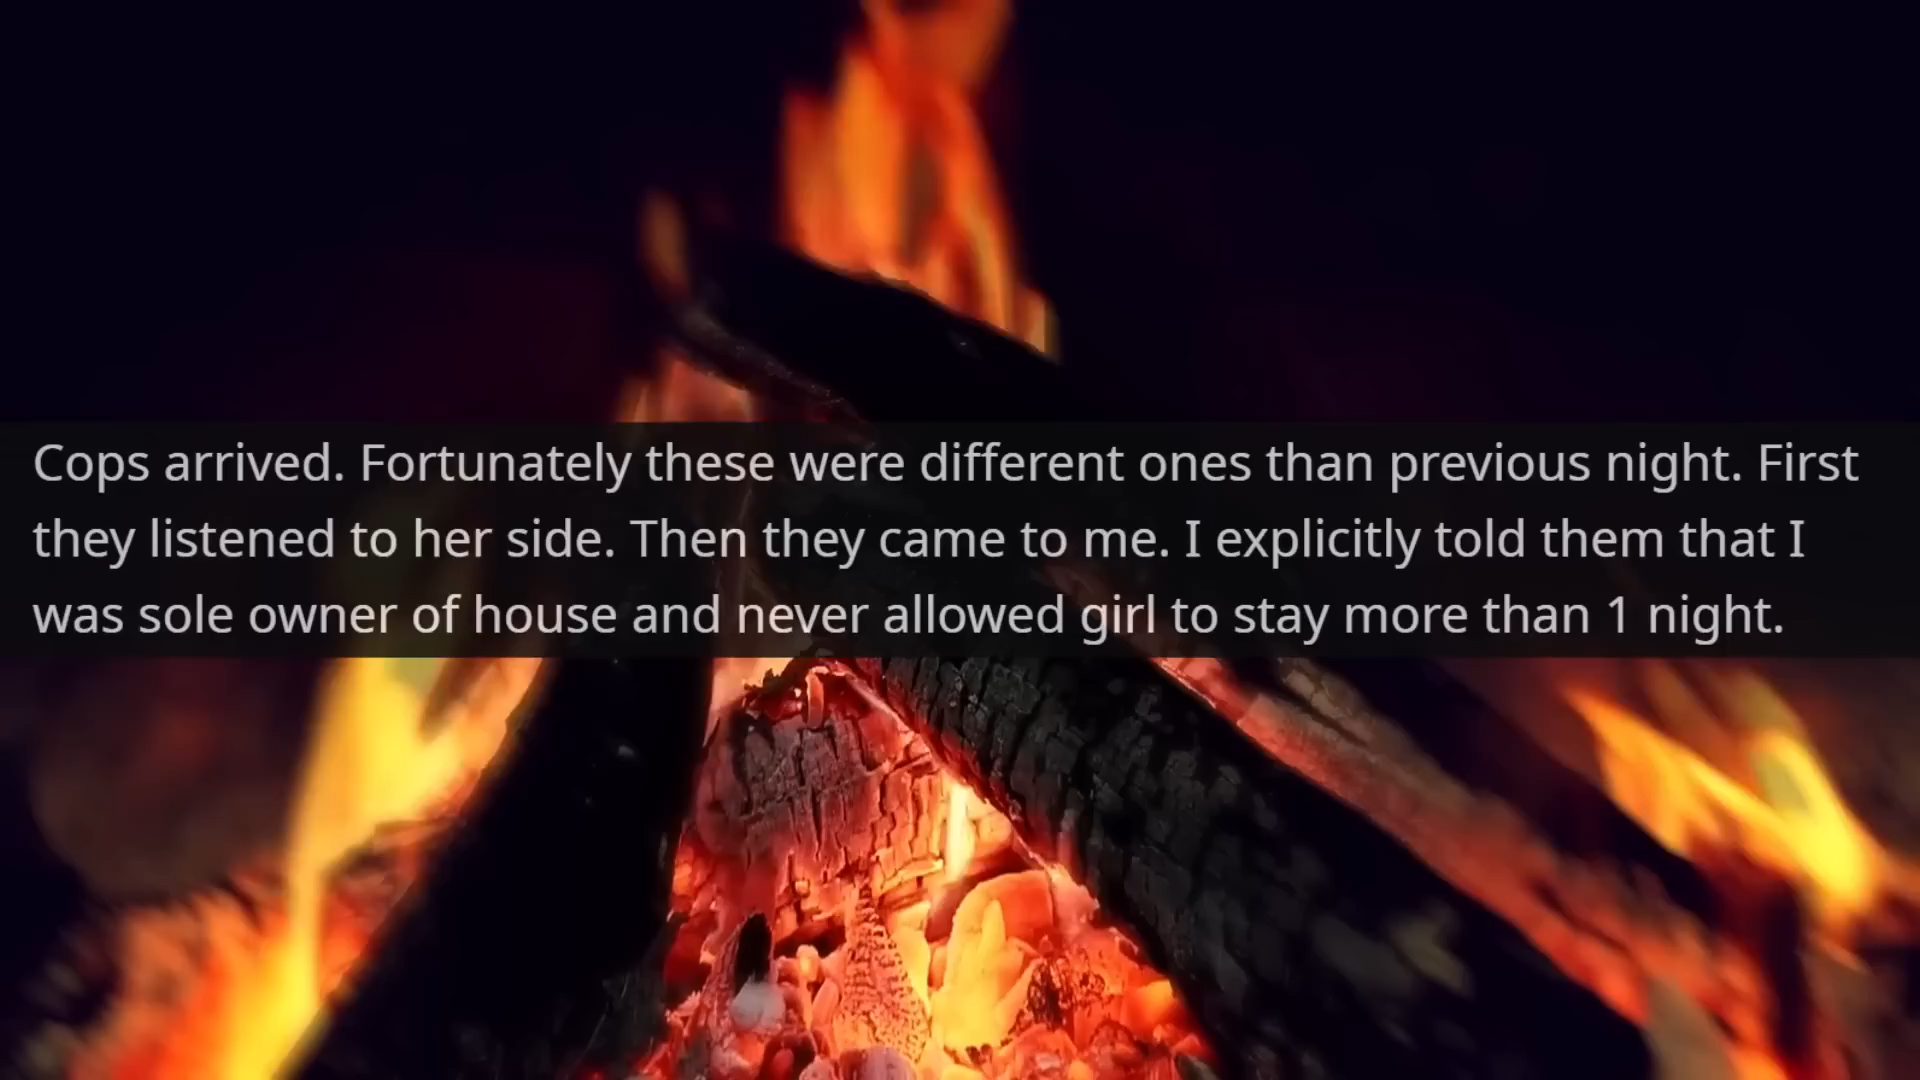 Cops arrived. Fortunately these were different ones than previous night. First
they listened to her side. Then they came to me. I explicitly told them that I
was sole owner of house and never allowed girl to stay more than 1 night.